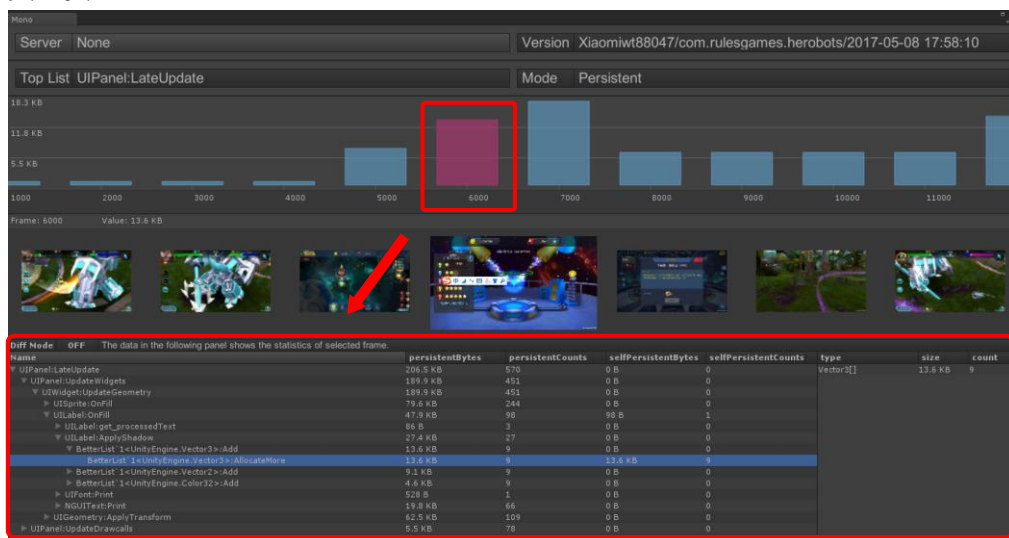 Mono
Server None
Version Xiaomiwt88047/com.rulesgames.herobots/2017-05-08 17:58:10
Top List UIPanel:LateUpdate
Mode Persistent
18.3 KB
11.8 KB
5.5 KB
1000 2000 3000 4000 5000 6000 7000 8000 9000 10000 11000
Frame: 6000 Value: 13.6 KB
Diff Mode OFF The data in the following panel shows the statistics of selected frame.
Name persistentBytes persistentCounts selfPersistentBytes selfPersistentCounts type size count
UIPanel:LateUpdate 206.5 KB 570 0 B 0 Vector3[] 13.6 KB 9
UIPanel:UpdateWidgets 189.9 KB 451 0 B 0
UIWidget:UpdateGeometry 189.9 KB 451 0 B 0
UISprite:OnFill 79.6 KB 244 0 B 0
UILabel:OnFill 47.9 KB 98 98 B 1
UILabel:get_processedText 86 B 3 0 B 0
UILabel:ApplyShadow 27.4 KB 27 0 B 0
BetterList`1<UnityEngine.Vector3>:Add 13.6 KB 9 0 B 0
BetterList`1<UnityEngine.Vector3>:AllocateMore 13.6 KB 9 13.6 KB 9
BetterList`1<UnityEngine.Vector2>:Add 9.1 KB 9 0 B 0
BetterList`1<UnityEngine.Color32>:Add 4.6 KB 9 0 B 0
UIFont:Print 528 B 1 0 B 0
NGUIText:Print 19.8 KB 66 0 B 0
UIGeometry:ApplyTransform 62.5 KB 109 0 B 0
UIPanel:UpdateDrawcalls 5.5 KB 78 0 B 0